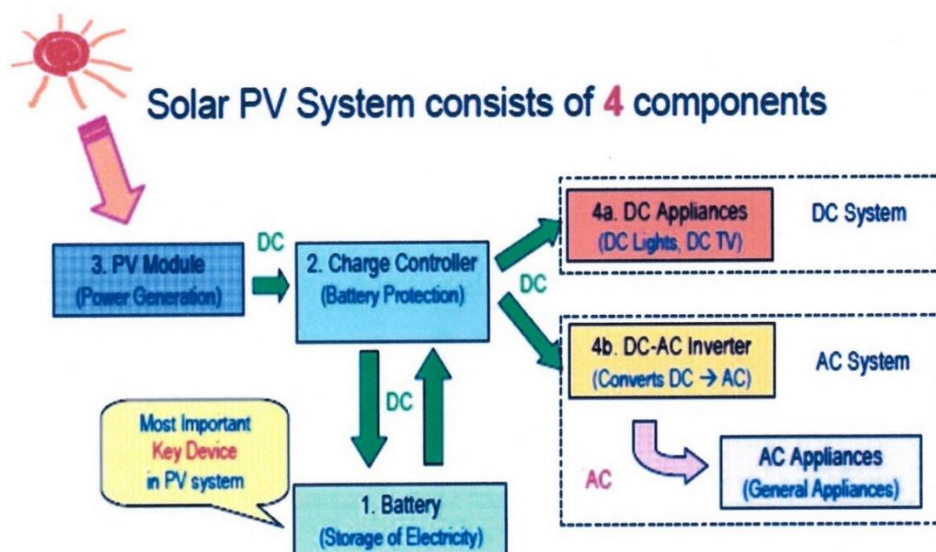 Solar PV System consists of 4 components
4a. DC Appliances
(DC Lights, DC TV)
DC System
DC
3. PV Module
(Power Generation)
2. Charge Controller
(Battery Protection)
DC
4b. DC-AC Inverter
(Converts DC → AC)
AC System
DC
Most Important
Key Device
in PV system
AC
AC Appliances
(General Appliances)
1. Battery
(Storage of Electricity)